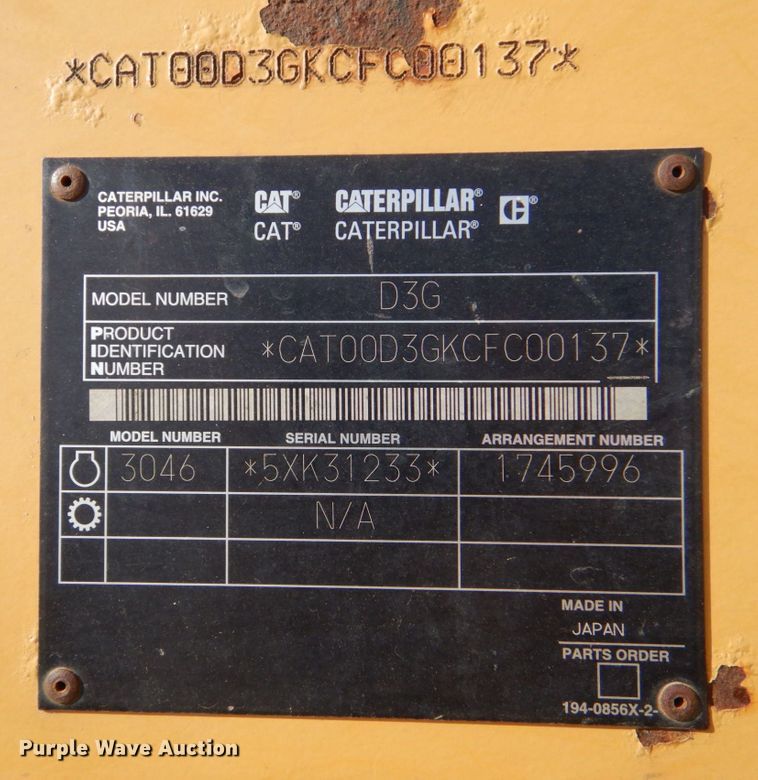 *CAT00D3GKCFC00137*
CATERPILLAR INC.
PEORIA, IL. 61629
USA
CAT® CATERPILLAR® C®
CAT® CATERPILLAR®
MODEL NUMBER D3G
PRODUCT
IDENTIFICATION
NUMBER
*CAT00D3GKCFC00137*
MODEL NUMBER SERIAL NUMBER ARRANGEMENT NUMBER
3046 *5XK31233* 1745996
N/A
MADE IN
JAPAN
PARTS ORDER
194-0856X-2-
Purple Wave Auction